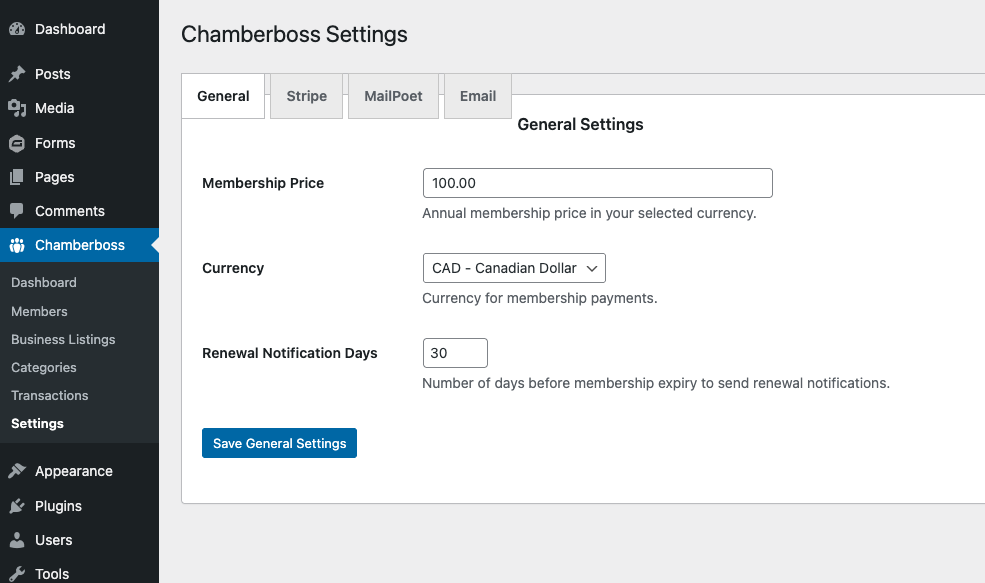 Dashboard
Posts
Media
Forms
Pages
Comments
Chamberboss
Dashboard
Members
Business Listings
Categories
Transactions
Settings
Appearance
Plugins
Users
Tools
Chamberboss Settings
General Stripe MailPoet Email
General Settings
Membership Price 100.00
Annual membership price in your selected currency.
Currency CAD - Canadian Dollar
Currency for membership payments.
Renewal Notification Days 30
Number of days before membership expiry to send renewal notifications.
Save General Settings